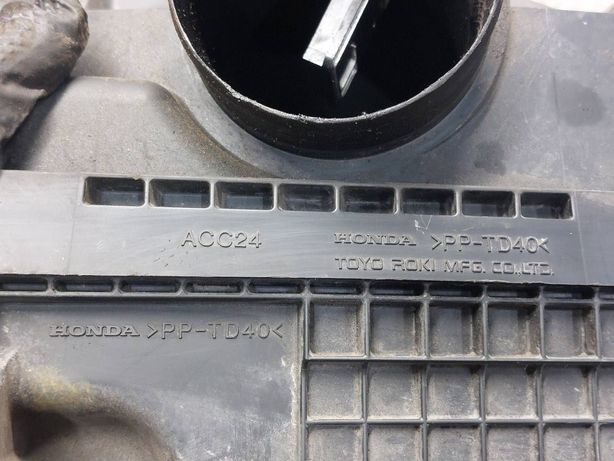 ACC24 HONDA >PP-TD40<
TOYO ROKI MFG. CO.,LTD.
HONDA >PP-TD40<